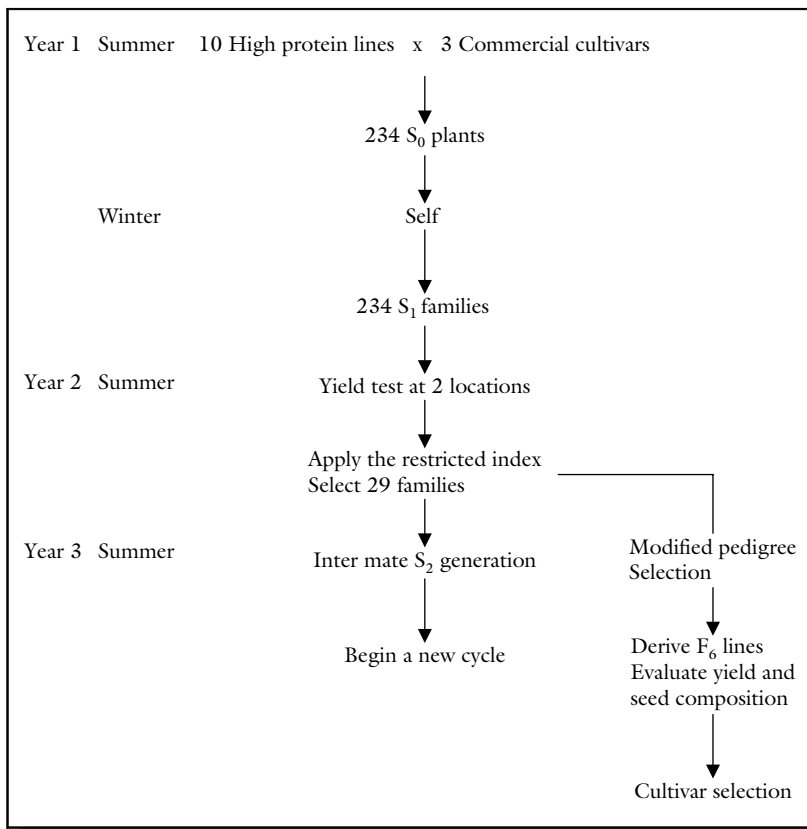 Year 1 Summer 10 High protein lines x 3 Commercial cultivars
234 S₀ plants
Winter Self
234 S₁ families
Year 2 Summer Yield test at 2 locations
Apply the restricted index
Select 29 families
Year 3 Summer Inter mate S₂ generation
Begin a new cycle
Modified pedigree
Selection
Derive F₆ lines
Evaluate yield and
seed composition
Cultivar selection